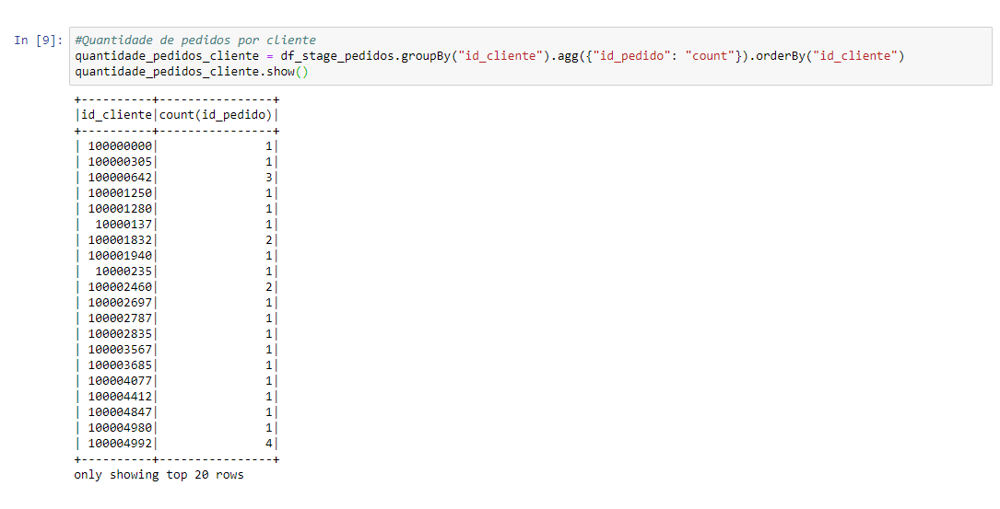 In [9]: #Quantidade de pedidos por cliente
quantidade_pedidos_cliente = df_stage_pedidos.groupBy("id_cliente").agg({"id_pedido": "count"}).orderBy("id_cliente")
quantidade_pedidos_cliente.show()
+----------+----------------+
|id_cliente|count(id_pedido)|
+----------+----------------+
| 100000000|               1|
| 100000305|               1|
| 100000642|               3|
| 100001250|               1|
| 100001280|               1|
|  10000137|               1|
| 100001832|               2|
| 100001940|               1|
|  10000235|               1|
| 100002460|               2|
| 100002697|               1|
| 100002787|               1|
| 100002835|               1|
| 100003567|               1|
| 100003685|               1|
| 100004077|               1|
| 100004412|               1|
| 100004847|               1|
| 100004980|               1|
| 100004992|               4|
+----------+----------------+
only showing top 20 rows